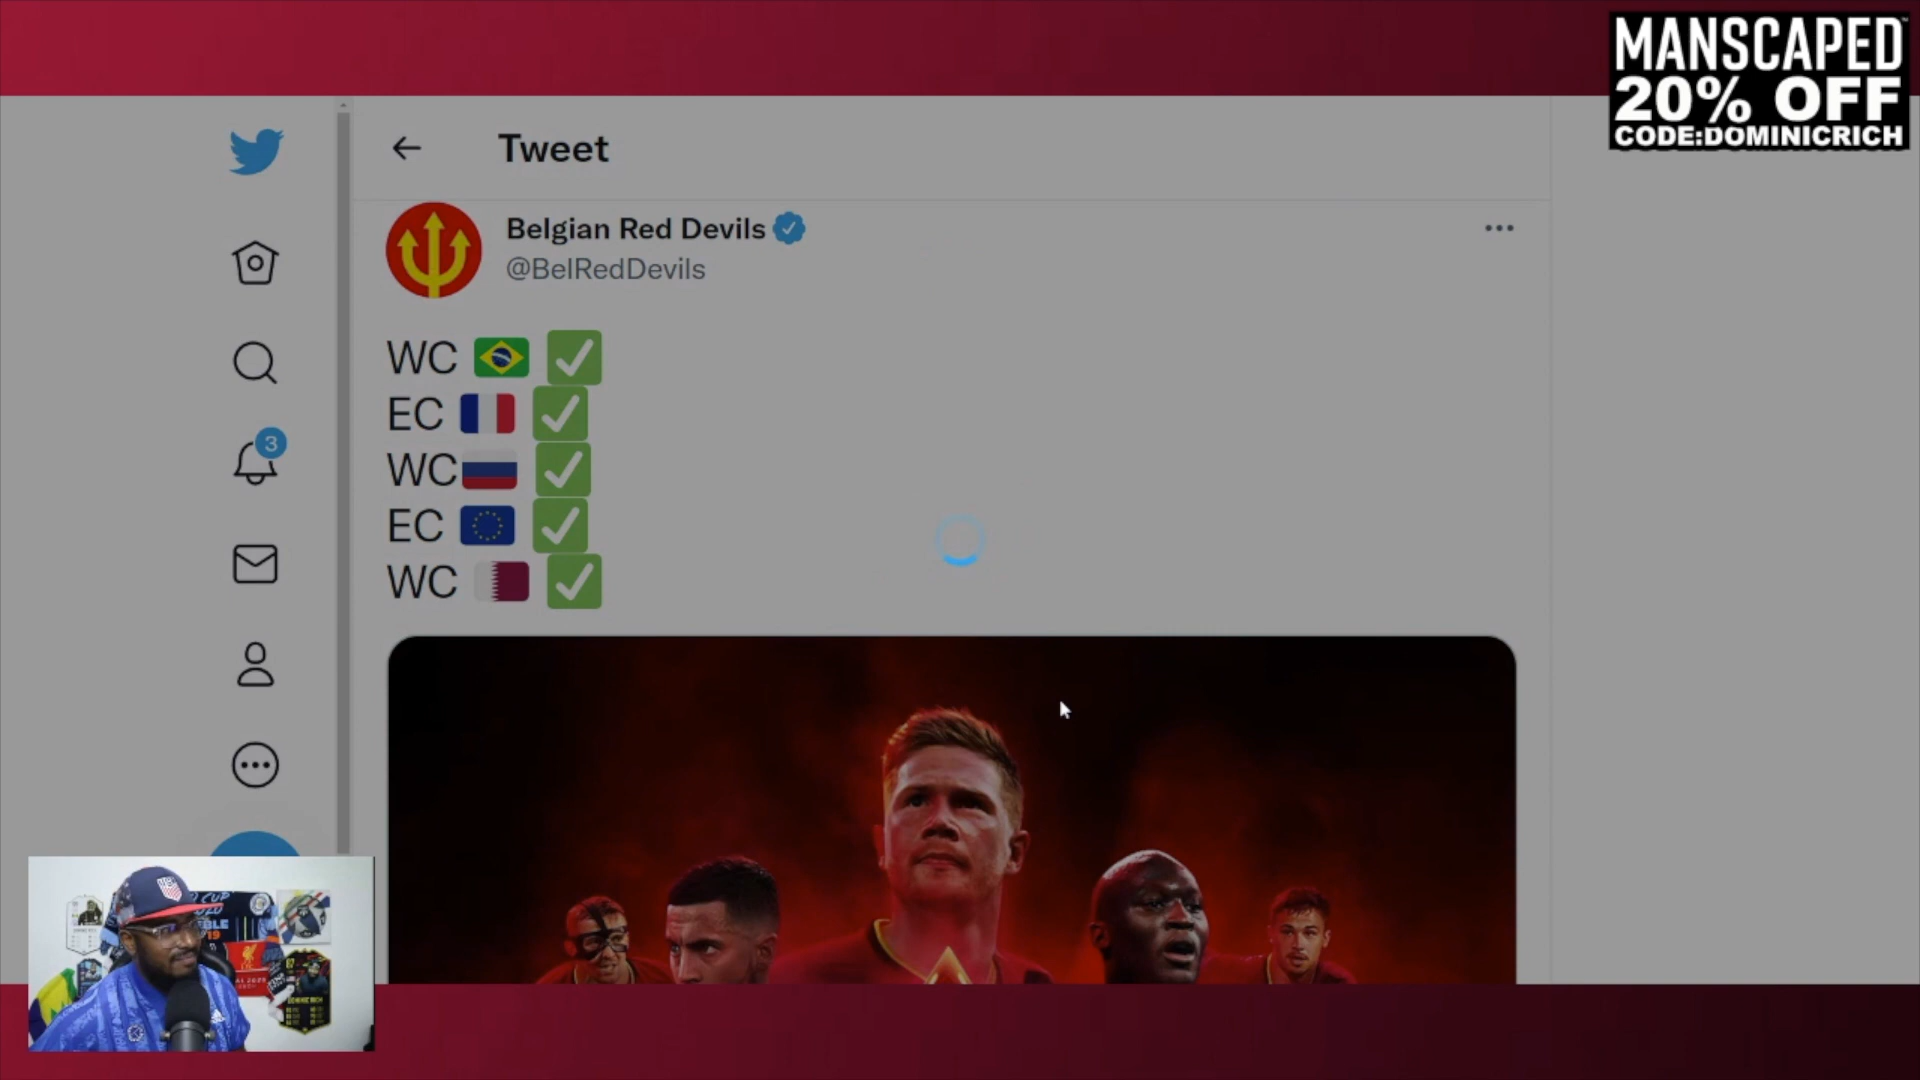 MANSCAPED
20% OFF
CODE:DOMINICRICH
Tweet
Belgian Red Devils
@BelRedDevils
WC
EC
WC
EC
WC
3